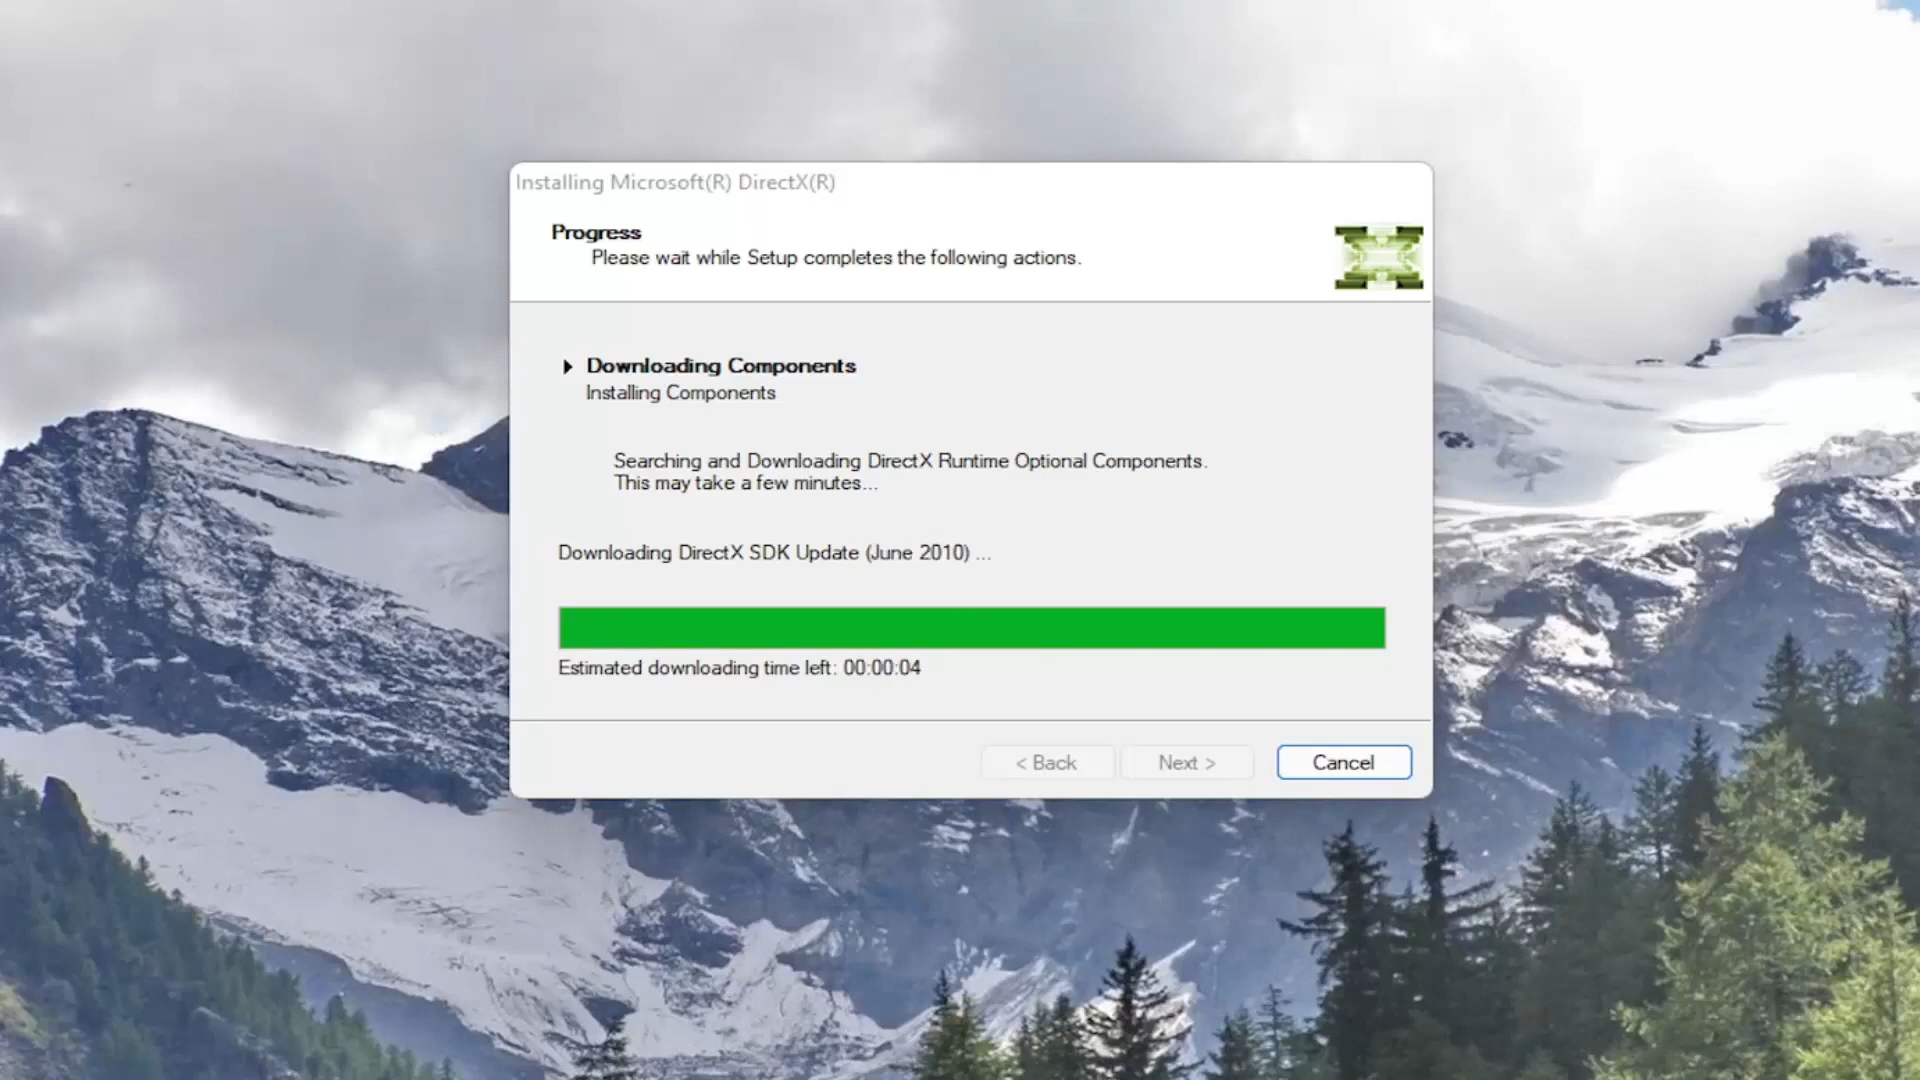 Installing Microsoft(R) DirectX(R)
Progress
Please wait while Setup completes the following actions.
Downloading Components
Installing Components
Searching and Downloading DirectX Runtime Optional Components.
This may take a few minutes...
Downloading DirectX SDK Update (June 2010) ...
Estimated downloading time left: 00:00:04
< Back
Next >
Cancel